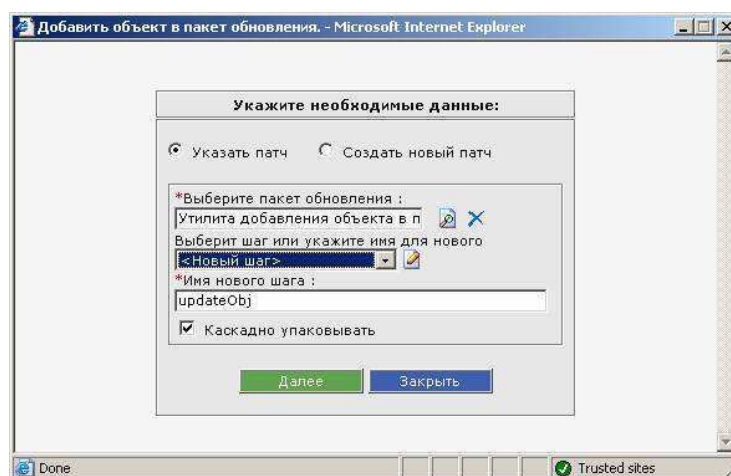 Добавить объект в пакет обновления. - Microsoft Internet Explorer
Укажите необходимые данные:
Указать патч Создать новый патч
*Выберите пакет обновления :
Утилита добавления объекта в п
Выберит шаг или укажите имя для нового
<Новый шаг>
*Имя нового шага :
updateObj
Каскадно упаковывать
Далее Закрыть
Done Trusted sites